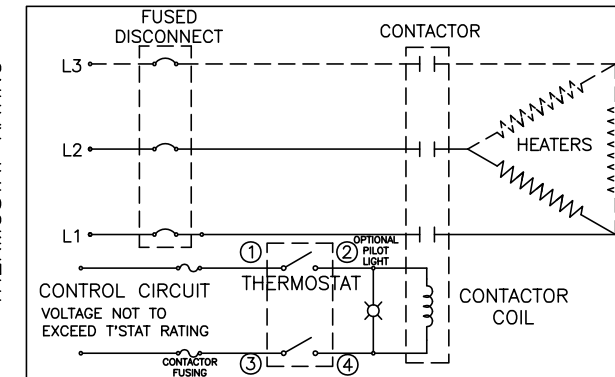 FUSED
DISCONNECT
CONTACTOR
L3
L2
HEATERS
L1
1
2
OPTIONAL
PILOT
LIGHT
THERMOSTAT
CONTROL CIRCUIT
VOLTAGE NOT TO
EXCEED T'STAT RATING
CONTACTOR
COIL
CONTACTOR
FUSING
3
4